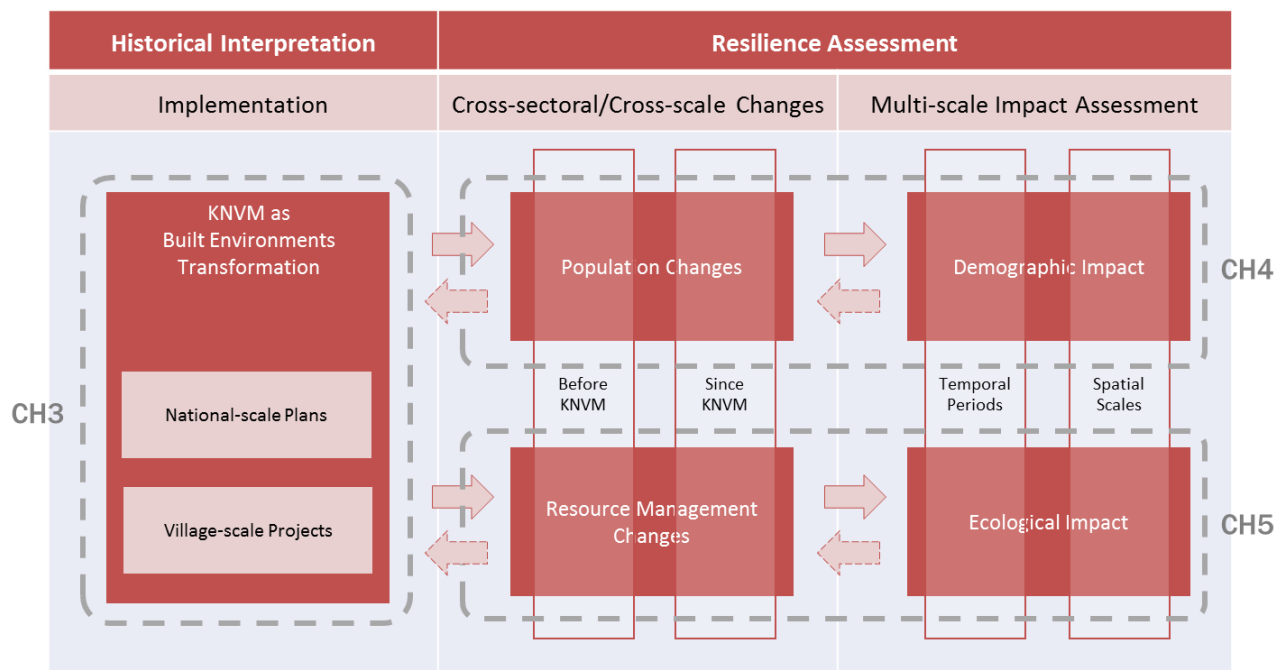 Historical Interpretation
Resilience Assessment
Implementation
Cross-sectoral/Cross-scale Changes
Multi-scale Impact Assessment
KNVM as
Built Environments
Transformation
National-scale Plans
Village-scale Projects
CH3
Population Changes
Demographic Impact
CH4
Before
KNVM
Since
KNVM
Temporal
Periods
Spatial
Scales
Resource Management
Changes
Ecological Impact
CH5